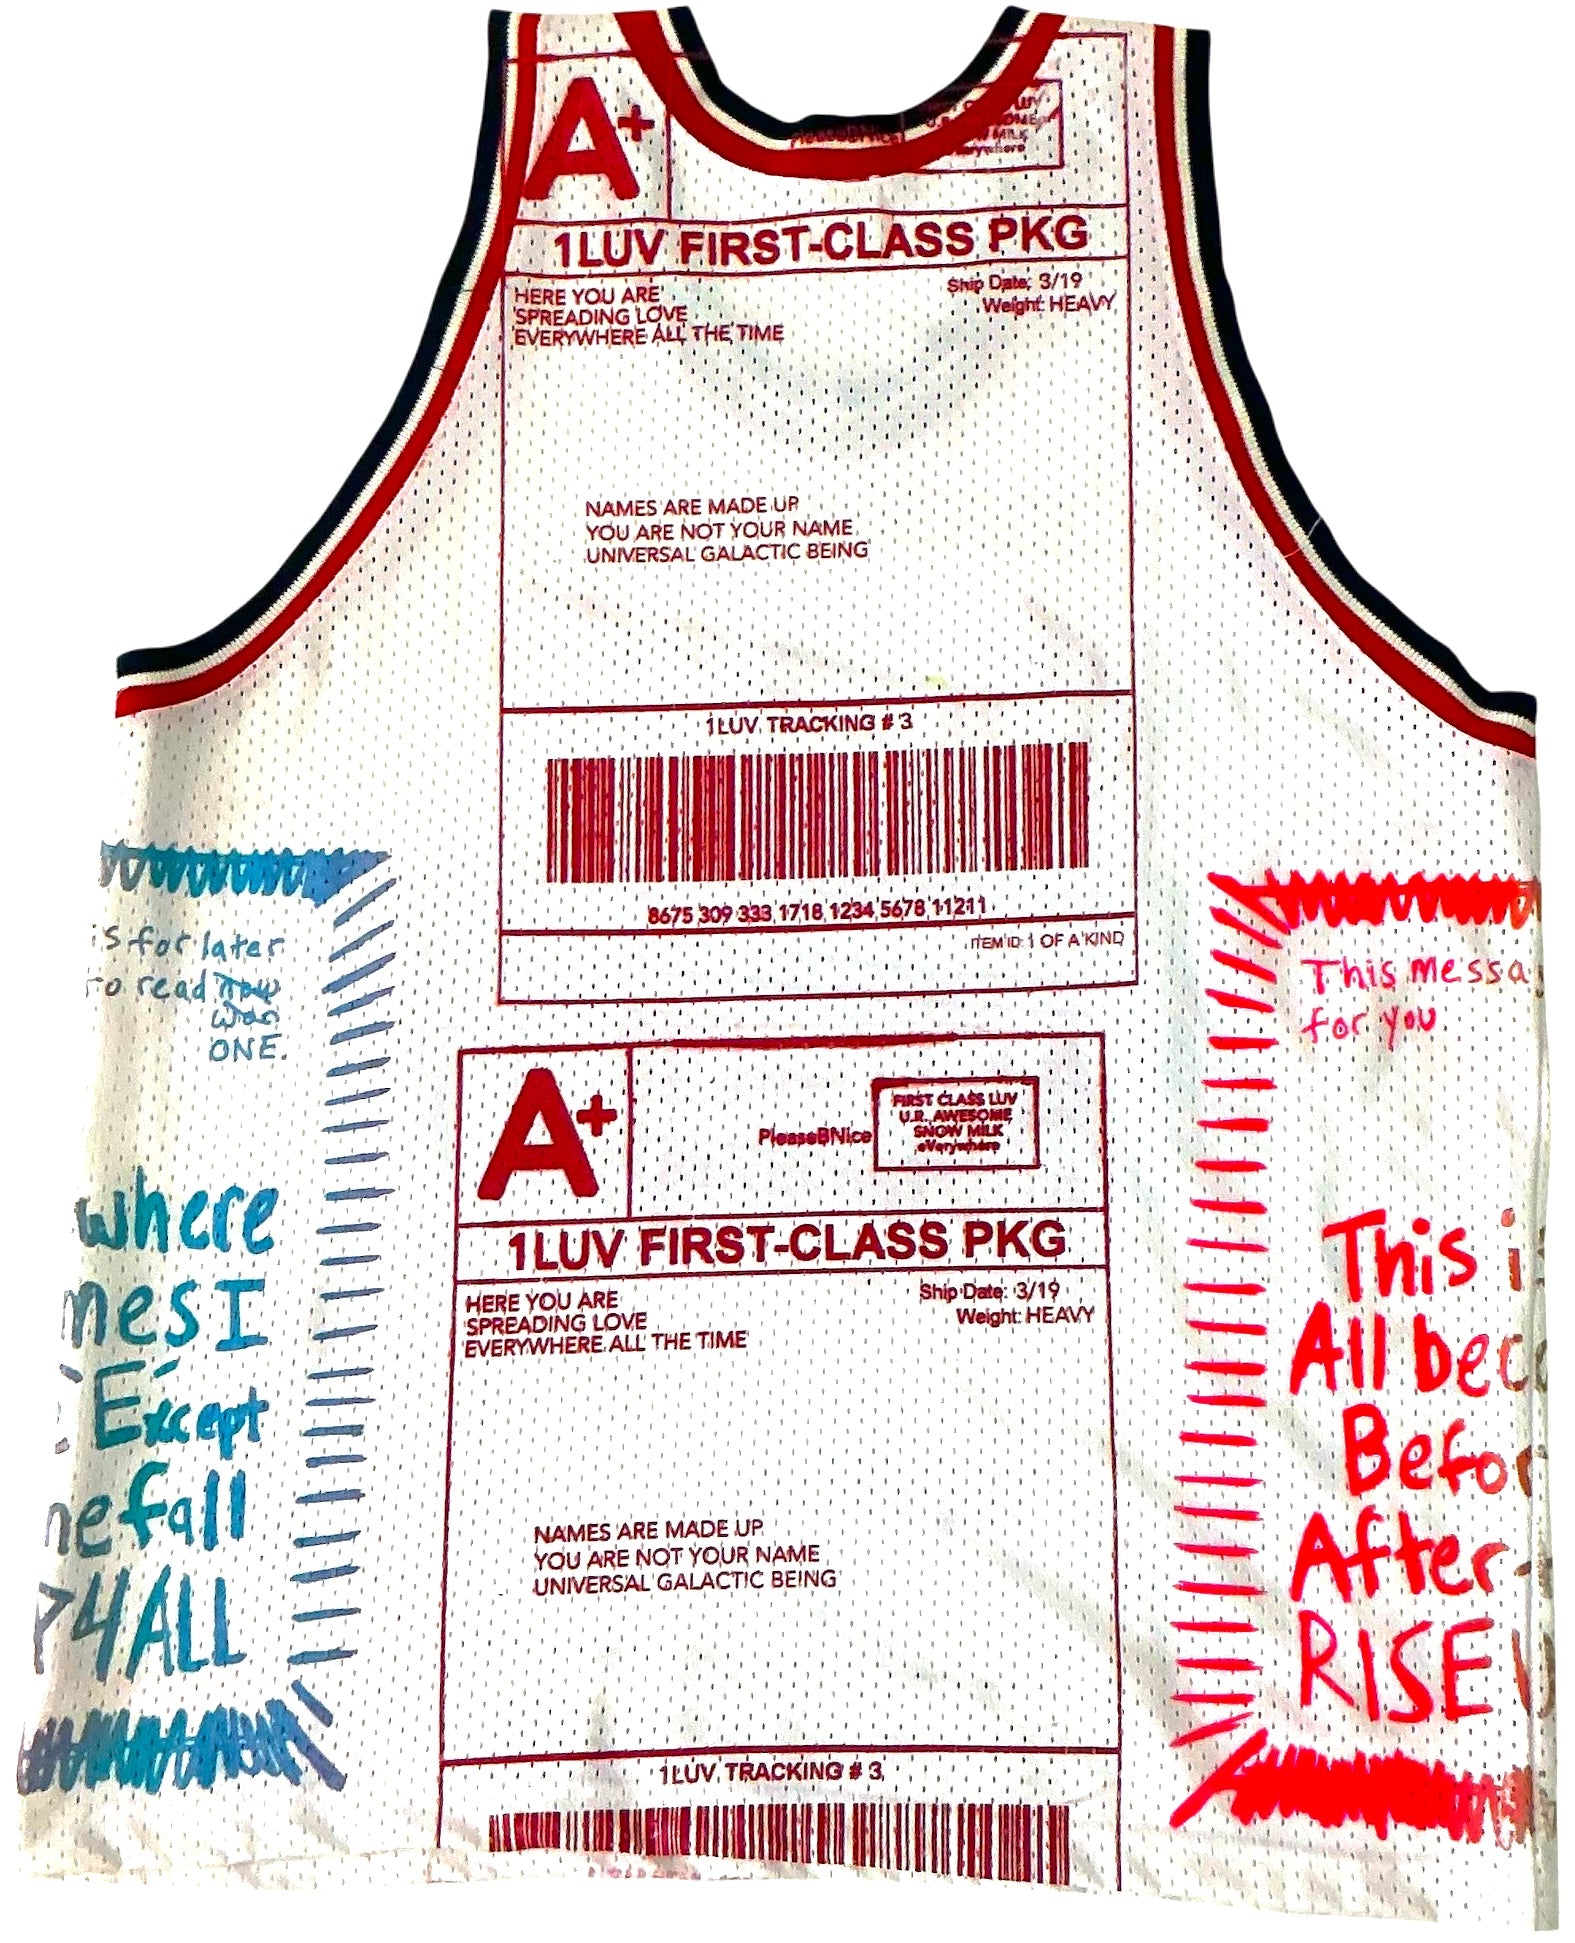 A+
1LUV FIRST-CLASS PKG
Ship Date: 3/19
Weight: HEAVY
HERE YOU ARE
SPREADING LOVE
EVERYWHERE ALL THE TIME
NAMES ARE MADE UP
YOU ARE NOT YOUR NAME
UNIVERSAL GALACTIC BEING
1LUV TRACKING # 3
8675 309 333 1718 1234 5678 11211
ITEM ID: 1 OF A KIND
A+
PleaseBNice
FIRST CLASS LUV
U.R. AWESOME
SNOW MILK
eVerywhere
1LUV FIRST-CLASS PKG
Ship Date: 3/19
Weight: HEAVY
HERE YOU ARE
SPREADING LOVE
EVERYWHERE ALL THE TIME
NAMES ARE MADE UP
YOU ARE NOT YOUR NAME
UNIVERSAL GALACTIC BEING
1LUV TRACKING # 3
is for later
to read now
ONE.
where
mes I
Except
fall
4ALL
This messa
for you
This i
All bec
Befo
After
RISE